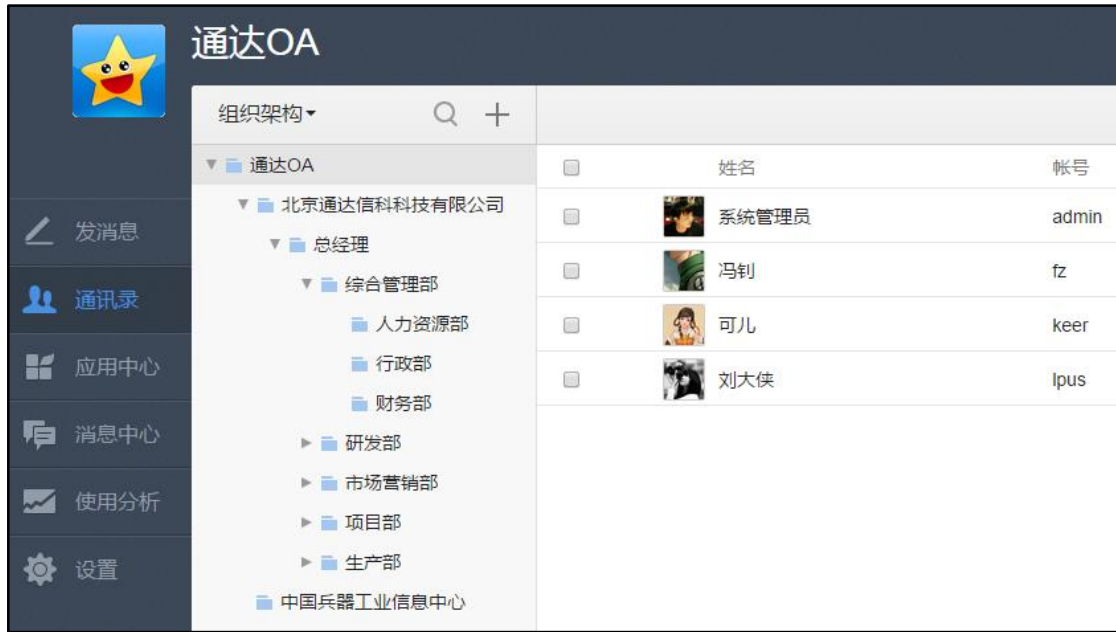 通达OA
组织架构
通达OA
北京通达信科科技有限公司
总经理
综合管理部
人力资源部
行政部
财务部
研发部
市场营销部
项目部
生产部
中国兵器工业信息中心
发消息
通讯录
应用中心
消息中心
使用分析
设置
姓名 帐号
系统管理员 admin
冯钊 fz
可儿 keer
刘大侠 lpus